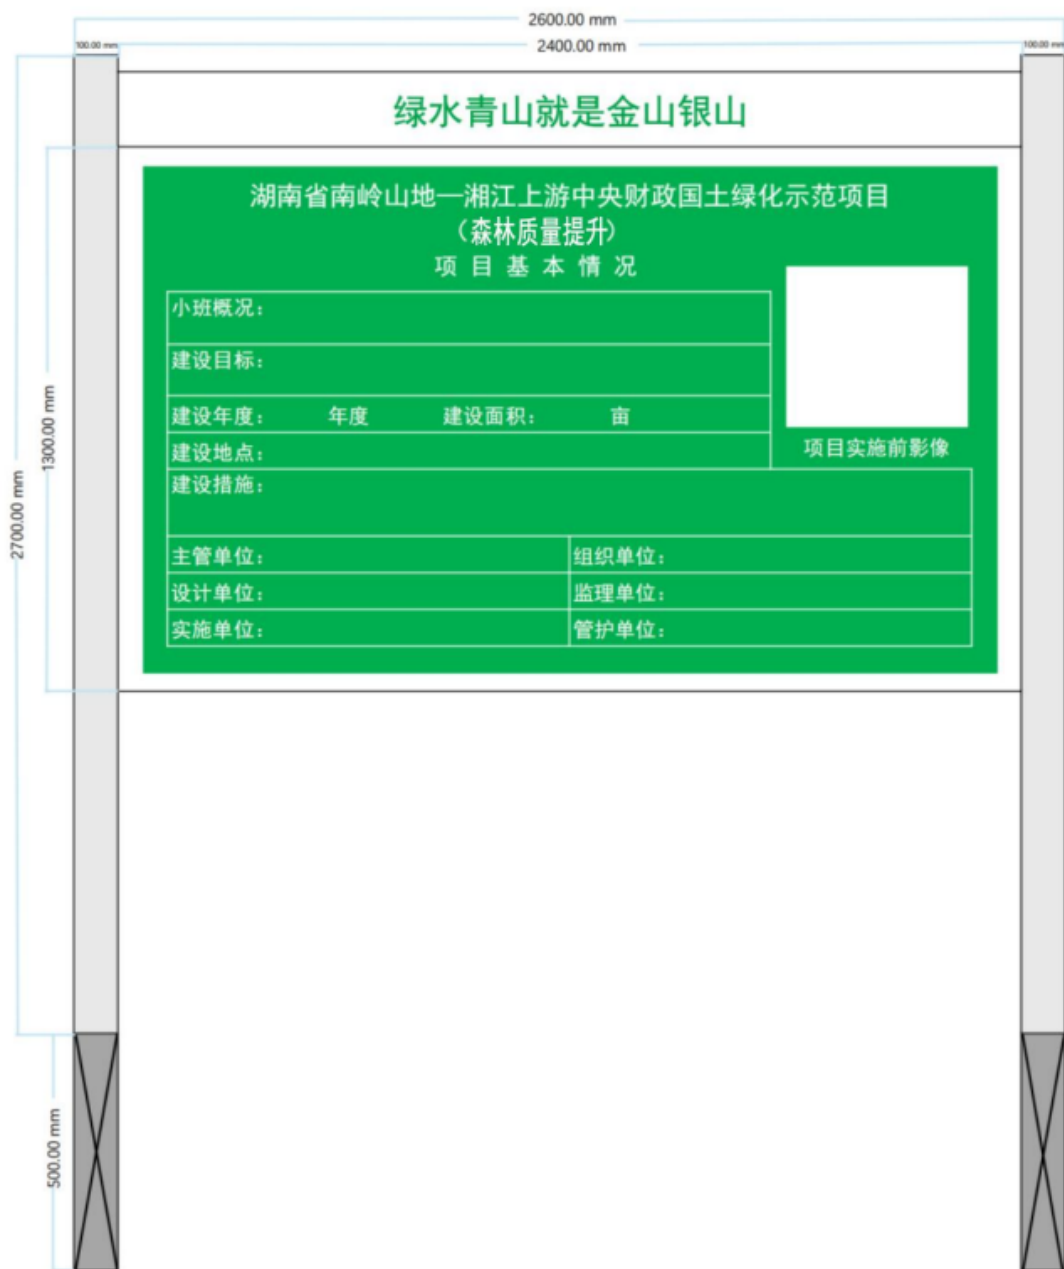 2600.00 mm
100.00 mm 2400.00 mm 100.00 mm
绿水青山就是金山银山
湖南省南岭山地—湘江上游中央财政国土绿化示范项目
（森林质量提升）
项目基本情况
小班概况：
建设目标：
建设年度： 年度 建设面积： 亩
建设地点：
项目实施前影像
建设措施：
主管单位： 组织单位：
设计单位： 监理单位：
实施单位： 管护单位：
1300.00 mm
2700.00 mm
500.00 mm